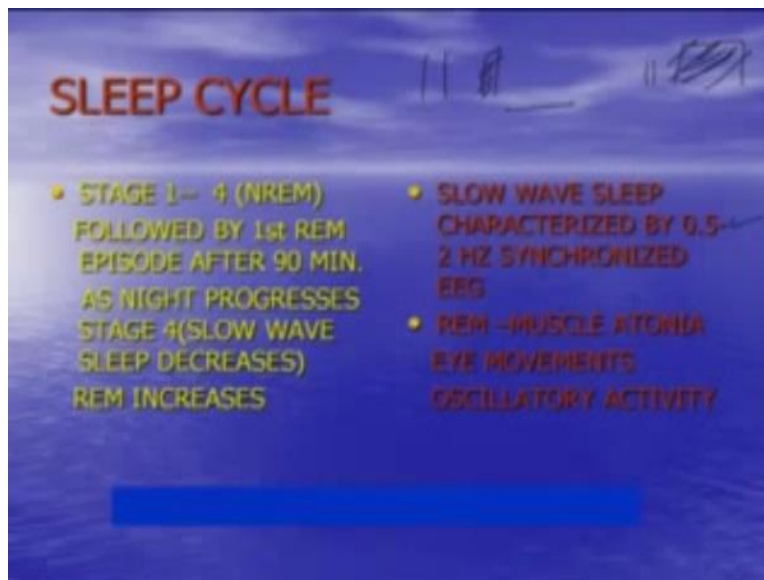 SLEEP CYCLE
• STAGE 1 – 4 (NREM)
FOLLOWED BY 1st REM
EPISODE AFTER 90 MIN.
AS NIGHT PROGRESSES
STAGE 4(SLOW WAVE
SLEEP DECREASES)
REM INCREASES
• SLOW WAVE SLEEP
CHARACTERIZED BY 0.5-
2 HZ SYNCHRONIZED
EEG
• REM –MUSCLE ATONIA
EYE MOVEMENTS
OSCILLATORY ACTIVITY